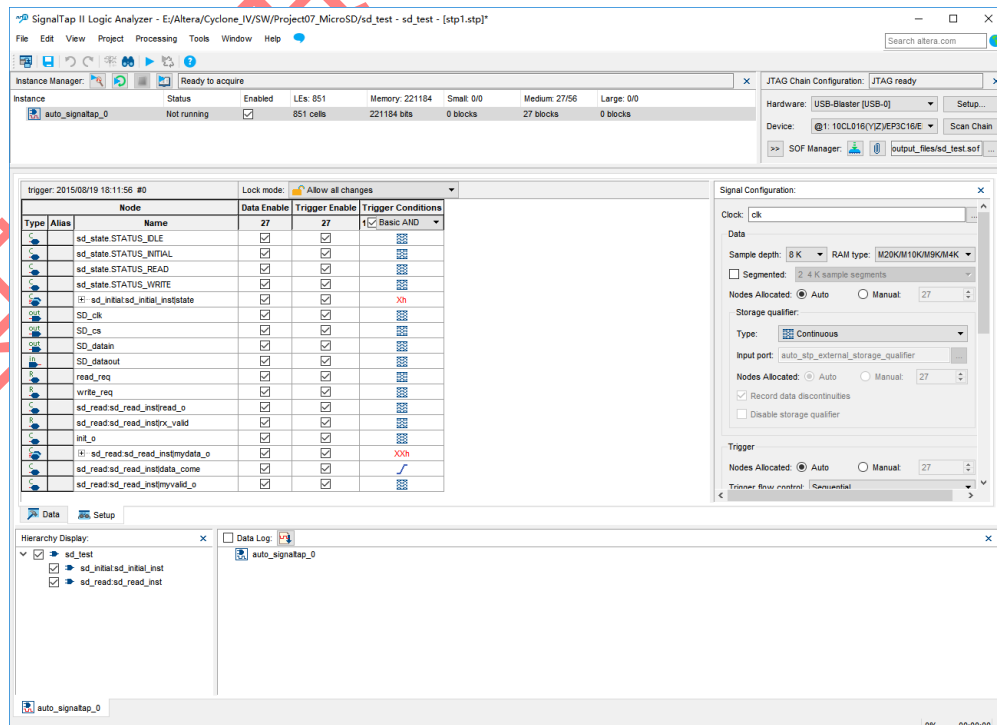 SignalTap II Logic Analyzer - E:/Altera/Cyclone_IV/SW/Project07_MicroSD/sd_test - sd_test - [stp1.stp]*
File Edit View Project Processing Tools Window Help
Search altera.com
Instance Manager: Ready to acquire
JTAG Chain Configuration: JTAG ready
Instance Status Enabled LEs: 851 Memory: 221184 Small: 0/0 Medium: 27/56 Large: 0/0
auto_signaltap_0 Not running 851 cells 221184 bits 0 blocks 27 blocks 0 blocks
Hardware: USB-Blaster [USB-0] Setup...
Device: @1: 10CL016(Y|Z)/EP3C16/E Scan Chain
>> SOF Manager: output_files/sd_test.sof ...
trigger: 2015/08/19 18:11:56 #0 Lock mode: Allow all changes
Node Data Enable Trigger Enable Trigger Conditions
Type Alias Name 27 27 1 Basic AND
sd_state.STATUS_IDLE
sd_state.STATUS_INITIAL
sd_state.STATUS_READ
sd_state.STATUS_WRITE
sd_initial:sd_initial_inst|state Xh
out SD_clk
out SD_cs
out SD_datain
in SD_dataout
R read_req
R write_req
C sd_read:sd_read_inst|read_o
R sd_read:sd_read_inst|rx_valid
C init_o
C sd_read:sd_read_inst|mydata_o XXh
C sd_read:sd_read_inst|data_come
C sd_read:sd_read_inst|myvalid_o
Signal Configuration:
Clock: clk ...
Data
Sample depth: 8 K RAM type: M20K/M10K/M9K/M4K
Segmented: 2 4 K sample segments
Nodes Allocated: Auto Manual: 27
Storage qualifier:
Type: Continuous
Input port: auto_stp_external_storage_qualifier ...
Nodes Allocated: Auto Manual: 27
Record data discontinuities
Disable storage qualifier
Trigger
Nodes Allocated: Auto Manual: 27
Trigger flow control: Sequential
Data Setup
Hierarchy Display:
sd_test
sd_initial:sd_initial_inst
sd_read:sd_read_inst
Data Log:
auto_signaltap_0
auto_signaltap_0
0% 00:00:00